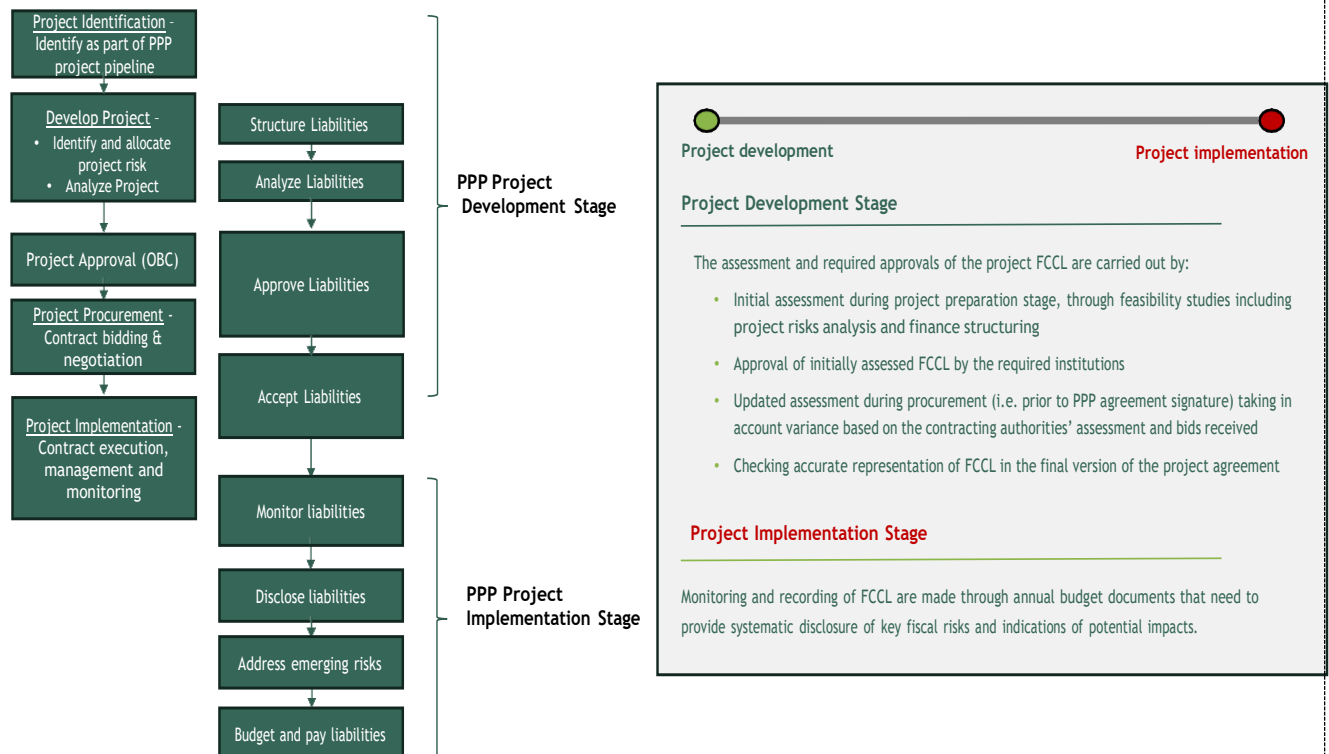 Project Identification -
Identify as part of PPP
project pipeline
Develop Project -
• Identify and allocate
project risk
• Analyze Project
Project Approval (OBC)
Project Procurement -
Contract bidding &
negotiation
Project Implementation -
Contract execution,
management and
monitoring
Structure Liabilities
Analyze Liabilities
Approve Liabilities
Accept Liabilities
Monitor liabilities
Disclose liabilities
Address emerging risks
Budget and pay liabilities
PPP Project
Development Stage
PPP Project
Implementation Stage
Project development
Project implementation
Project Development Stage
The assessment and required approvals of the project FCCL are carried out by:
• Initial assessment during project preparation stage, through feasibility studies including
project risks analysis and finance structuring
• Approval of initially assessed FCCL by the required institutions
• Updated assessment during procurement (i.e. prior to PPP agreement signature) taking in
account variance based on the contracting authorities’ assessment and bids received
• Checking accurate representation of FCCL in the final version of the project agreement
Project Implementation Stage
Monitoring and recording of FCCL are made through annual budget documents that need to
provide systematic disclosure of key fiscal risks and indications of potential impacts.